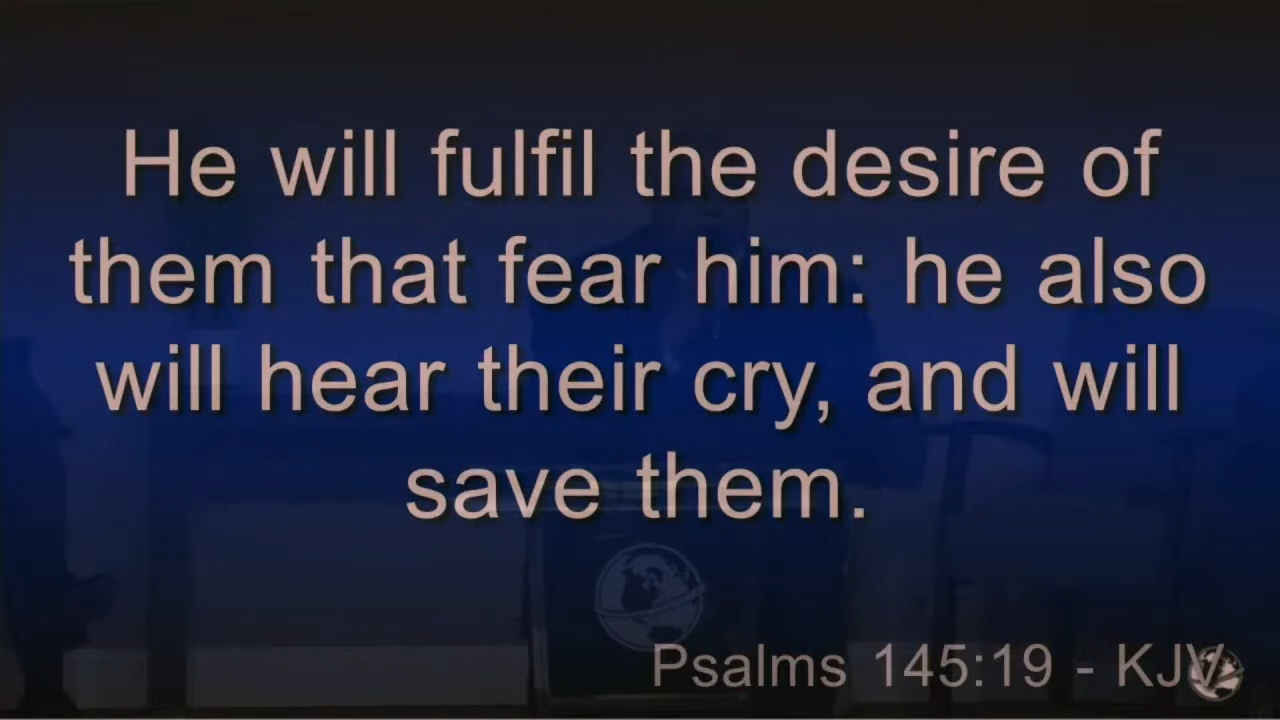 He will fulfil the desire of
them that fear him: he also
will hear their cry, and will
save them.
Psalms 145:19 - KJV